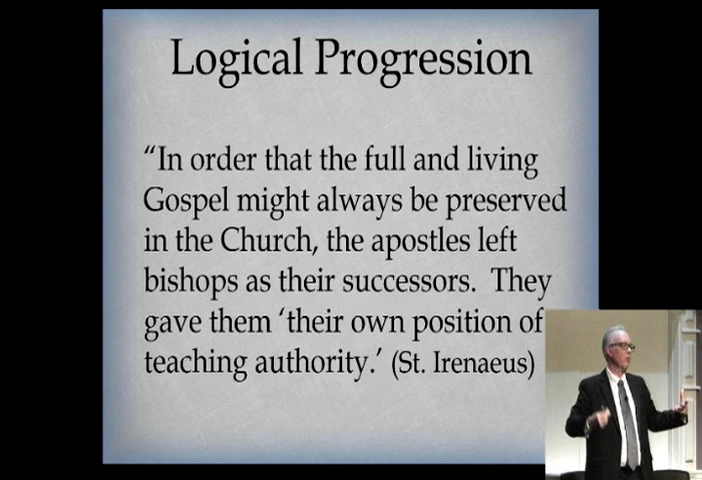 Logical Progression
“In order that the full and living
Gospel might always be preserved
in the Church, the apostles left
bishops as their successors.  They
gave them ‘their own position of
teaching authority.’ (St. Irenaeus)